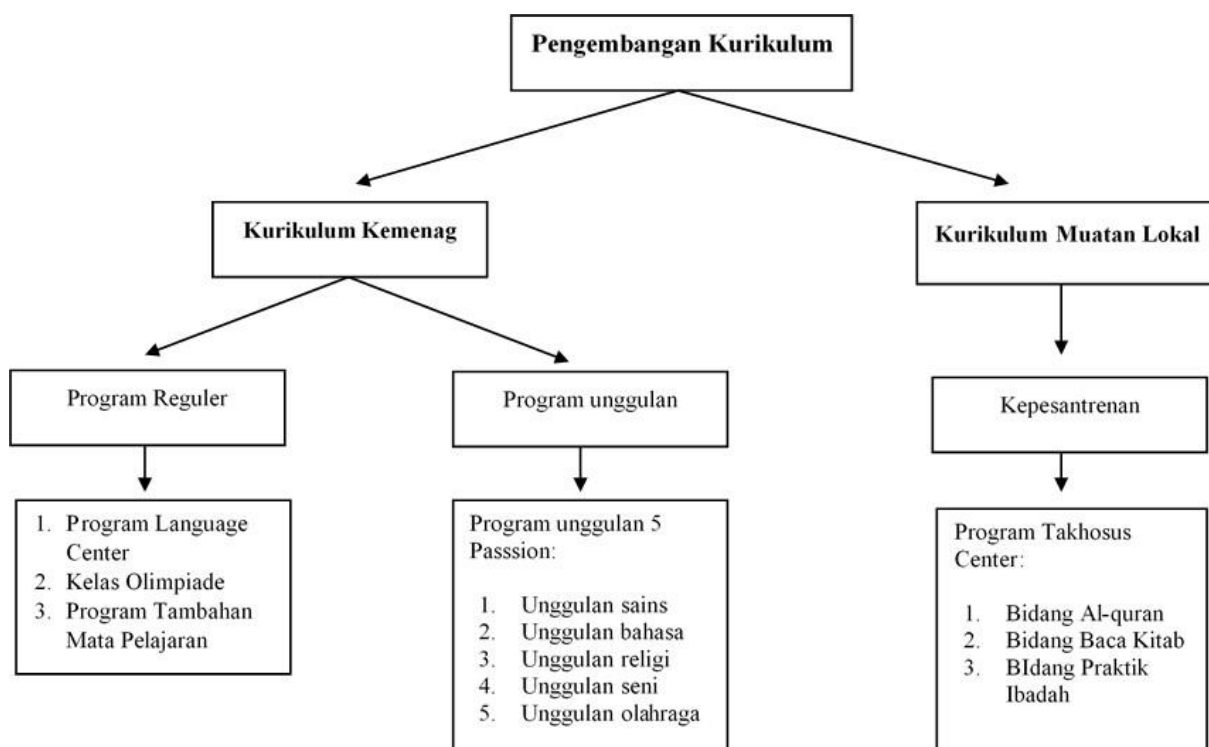 Pengembangan Kurikulum
Kurikulum Kemenag
Kurikulum Muatan Lokal
Program Reguler
Program unggulan
Kepesantrenan
1. Program Language
Center
2. Kelas Olimpiade
3. Program Tambahan
Mata Pelajaran
Program unggulan 5
Passsion:
1. Unggulan sains
2. Unggulan bahasa
3. Unggulan religi
4. Unggulan seni
5. Unggulan olahraga
Program Takhosus
Center:
1. Bidang Al-quran
2. Bidang Baca Kitab
3. BIdang Praktik
Ibadah